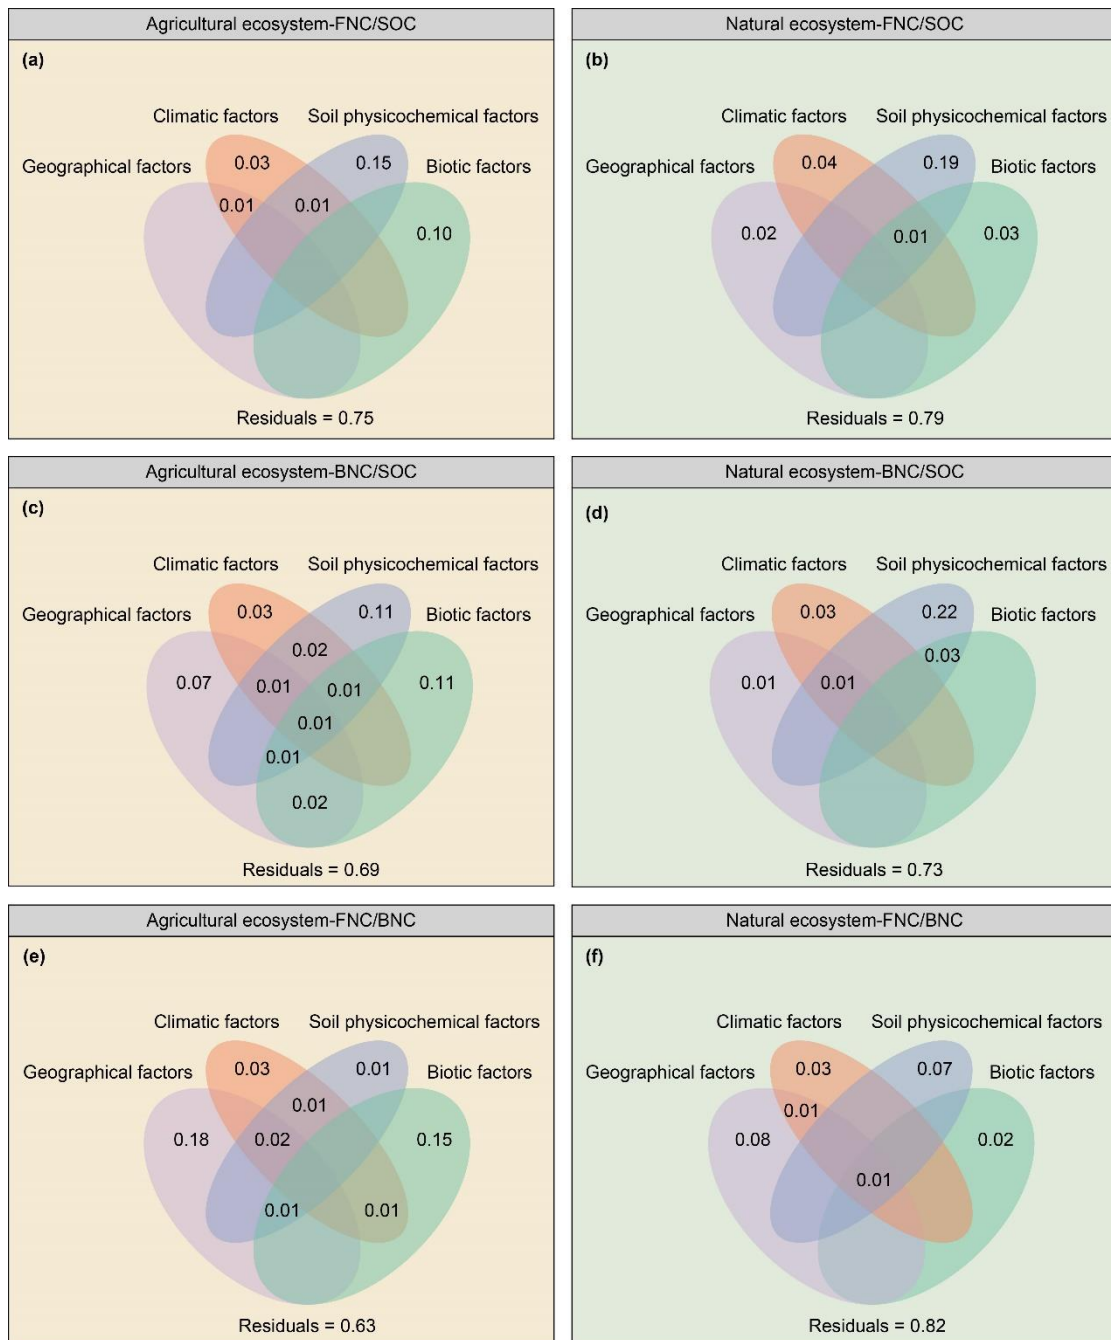 Agricultural ecosystem-FNC/SOC
(a)
Climatic factors
Soil physicochemical factors
Geographical factors
0.03
0.15
Biotic factors
0.01
0.01
0.10
Residuals = 0.75
Natural ecosystem-FNC/SOC
(b)
Climatic factors
Soil physicochemical factors
Geographical factors
0.04
0.19
Biotic factors
0.02
0.01
0.03
Residuals = 0.79
Agricultural ecosystem-BNC/SOC
(c)
Climatic factors
Soil physicochemical factors
Geographical factors
0.03
0.11
Biotic factors
0.02
0.07
0.01
0.01
0.11
0.01
0.01
0.02
Residuals = 0.69
Natural ecosystem-BNC/SOC
(d)
Climatic factors
Soil physicochemical factors
Geographical factors
0.03
0.22
Biotic factors
0.03
0.01
0.01
Residuals = 0.73
Agricultural ecosystem-FNC/BNC
(e)
Climatic factors
Soil physicochemical factors
Geographical factors
0.03
0.01
Biotic factors
0.01
0.18
0.02
0.15
0.01
0.01
Residuals = 0.63
Natural ecosystem-FNC/BNC
(f)
Climatic factors
Soil physicochemical factors
Geographical factors
0.03
0.07
Biotic factors
0.01
0.08
0.02
0.01
Residuals = 0.82